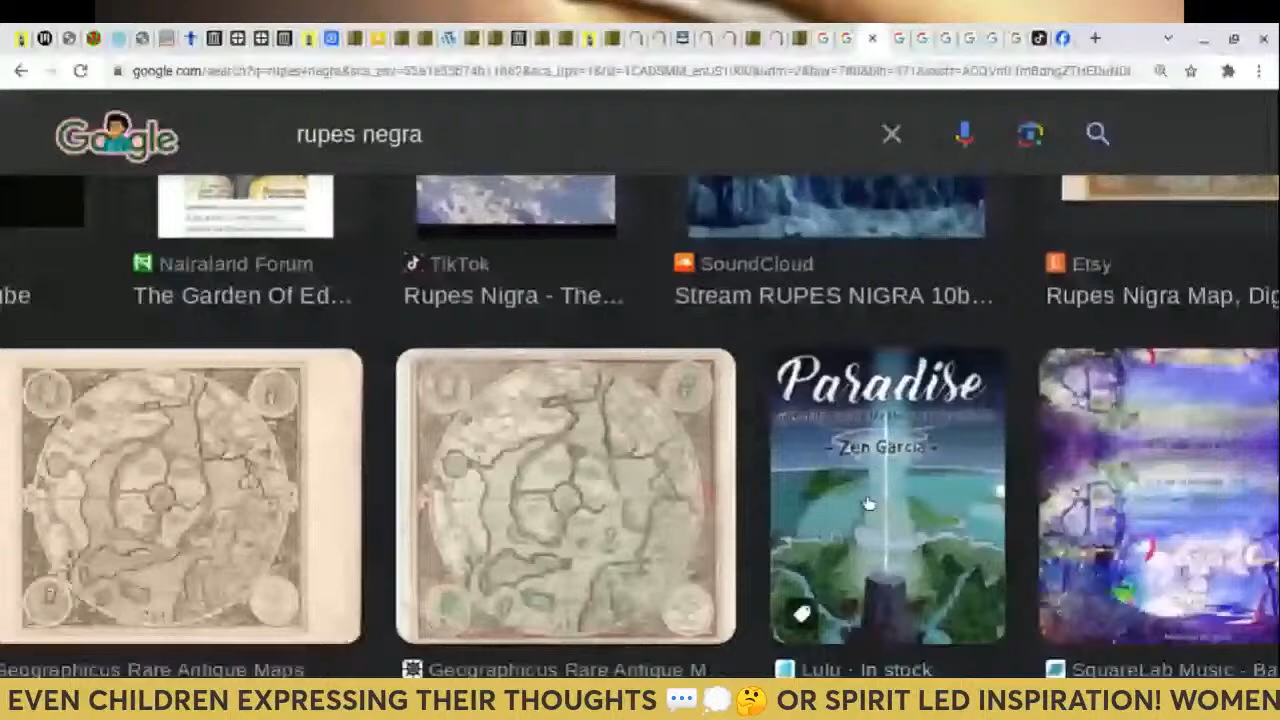 Google
rupes negra
Nairaland Forum
TikTok
SoundCloud
Etsy
be
The Garden Of Ed...
Rupes Nigra - The...
Stream RUPES NIGRA 10b...
Rupes Nigra Map, Dig
Paradise
- Zen Garcia -
Geographicus Rare Antique Maps
Geographicus Rare Antique M...
Lulu · In stock
SquareLab Music - Ba
EVEN CHILDREN EXPRESSING THEIR THOUGHTS 💬💭🤔 OR SPIRIT LED INSPIRATION! WOMEN